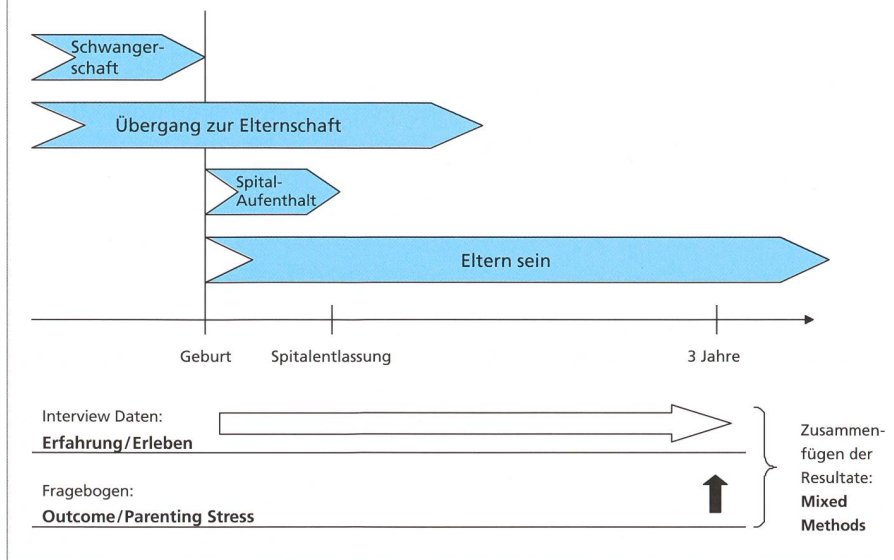 Schwanger-
schaft
Übergang zur Elternschaft
Spital-
Aufenthalt
Eltern sein
Geburt
Spitalentlassung
3 Jahre
Interview Daten:
Erfahrung/Erleben
Fragebogen:
Outcome/Parenting Stress
Zusammen-
fügen der
Resultate:
Mixed
Methods